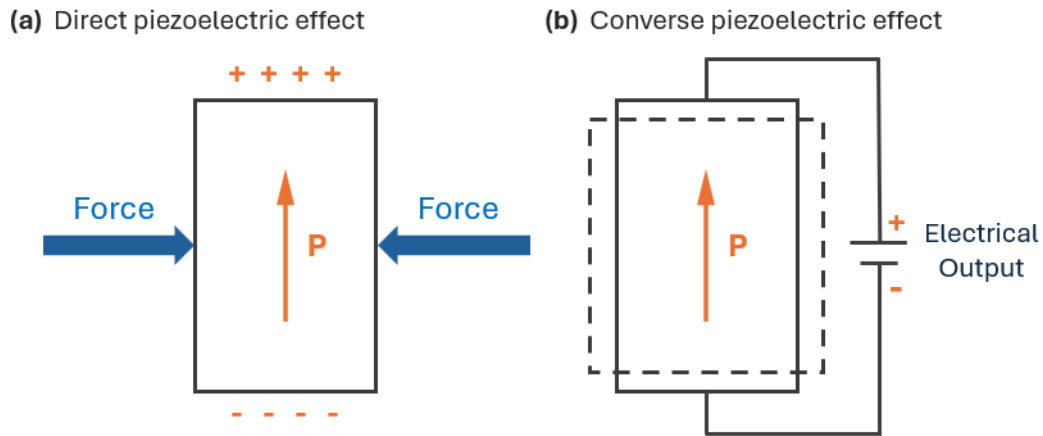 (a) Direct piezoelectric effect
(b) Converse piezoelectric effect
+ + + +
Force
Force
P
- - - -
P
+
Electrical
Output
-